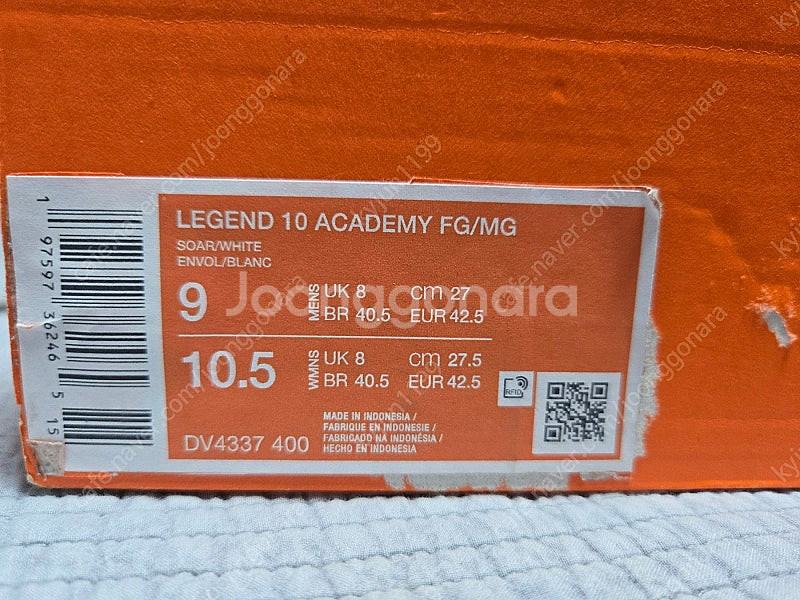 LEGEND 10 ACADEMY FG/MG
SOAR/WHITE
ENVOL/BLANC
9 MENS UK 8 cm 27
BR 40.5 EUR 42.5
10.5 WMNS UK 8 cm 27.5
BR 40.5 EUR 42.5
RFID
MADE IN INDONESIA /
FABRIQUE EN INDONESIE /
FABRICADO NA INDONÉSIA /
HECHO EN INDONESIA
DV4337 400
1 97597 36246 5 15
Joonggonara
cafe.naver.com/joonggonara